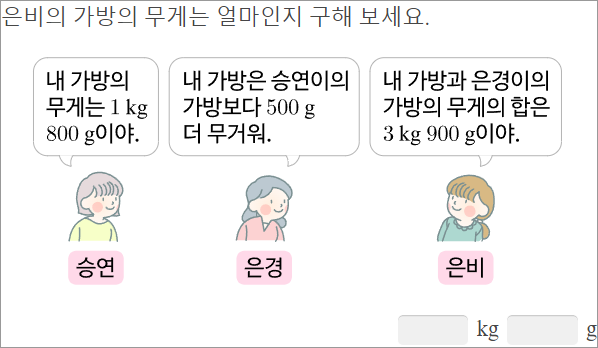 은비의 가방의 무게는 얼마인지 구해 보세요.
내 가방의
무게는 1 kg
800 g이야.
내 가방은 승연이의
가방보다 500 g
더 무거워.
내 가방과 은경이의
가방의 무게의 합은
3 kg 900 g이야.
승연
은경
은비
kg g